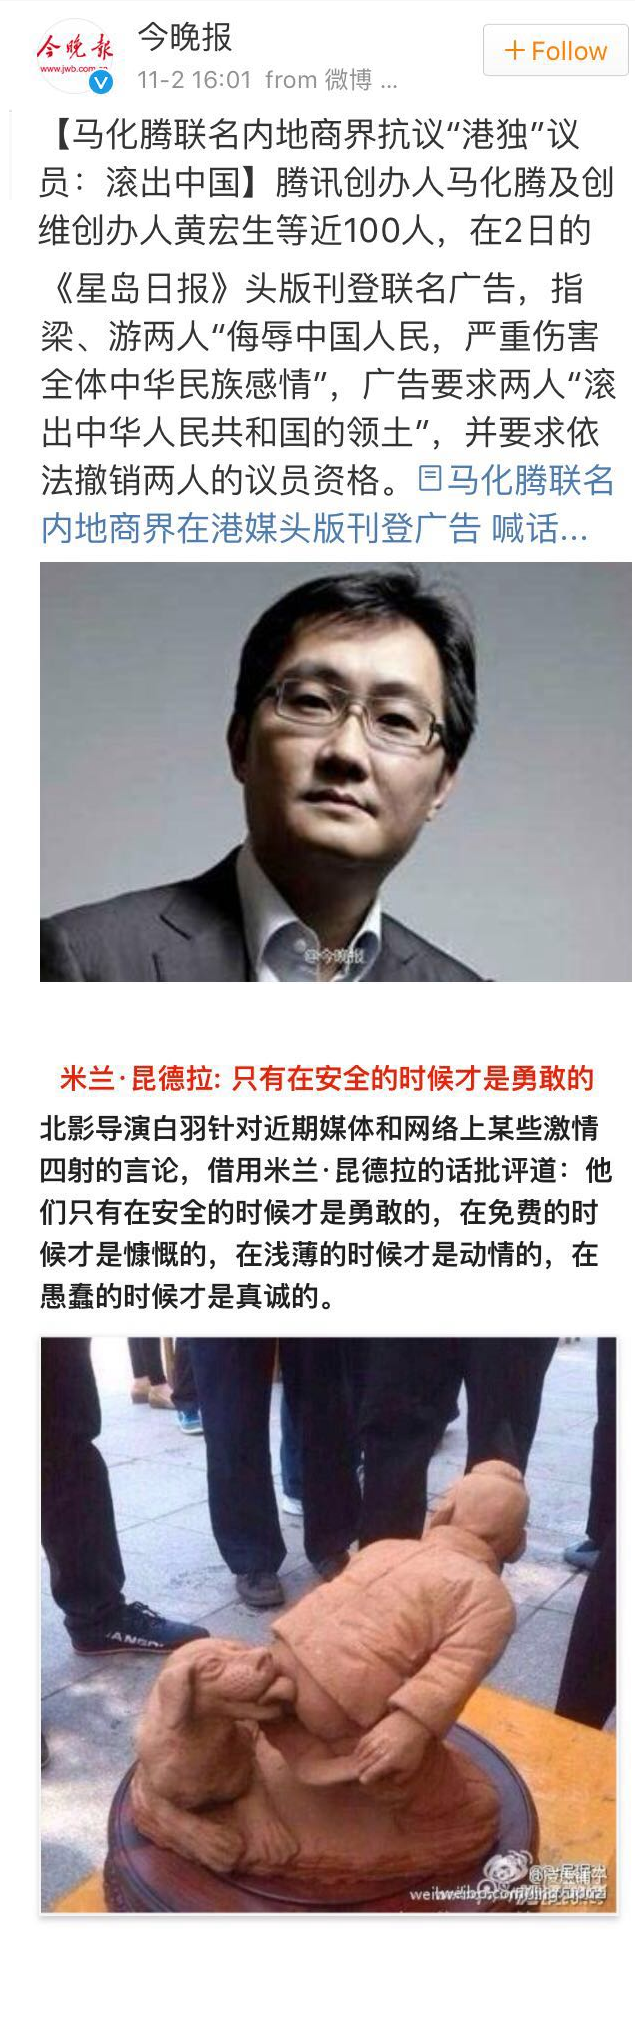 今晚报
www.jwb.com.cn
今晚报
11-2 16:01 from 微博 ...
+Follow
【马化腾联名内地商界抗议“港独”议
员：滚出中国】腾讯创办人马化腾及创
维创办人黄宏生等近100人，在2日的
《星岛日报》头版刊登联名广告，指
梁、游两人“侮辱中国人民，严重伤害
全体中华民族感情”，广告要求两人“滚
出中华人民共和国的领土”，并要求依
法撤销两人的议员资格。马化腾联名
内地商界在港媒头版刊登广告 喊话...
@今晚报
米兰·昆德拉: 只有在安全的时候才是勇敢的
北影导演白羽针对近期媒体和网络上某些激情
四射的言论，借用米兰·昆德拉的话批评道：他
们只有在安全的时候才是勇敢的，在免费的时
候才是慷慨的，在浅薄的时候才是动情的，在
愚蠢的时候才是真诚的。